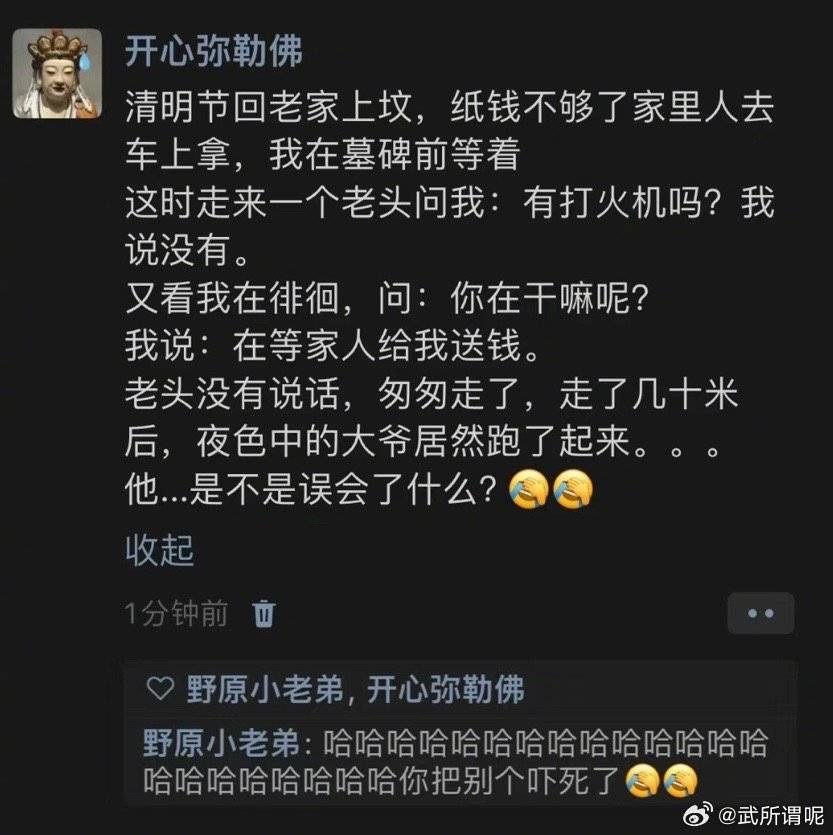 开心弥勒佛
清明节回老家上坟，纸钱不够了家里人去
车上拿，我在墓碑前等着
这时走来一个老头问我：有打火机吗？我
说没有。
又看我在徘徊，问：你在干嘛呢？
我说：在等家人给我送钱。
老头没有说话，匆匆走了，走了几十米
后，夜色中的大爷居然跑了起来。。。
他...是不是误会了什么？🤣🤣
收起
1分钟前
野原小老弟, 开心弥勒佛
野原小老弟: 哈哈哈哈哈哈哈哈哈哈哈哈哈哈
哈哈哈哈哈哈哈哈你把别个吓死了🤣🤣
@武所谓呢